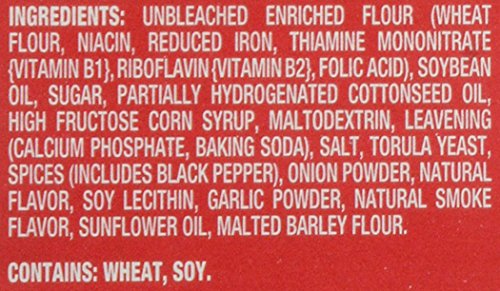 INGREDIENTS: UNBLEACHED ENRICHED FLOUR (WHEAT
FLOUR, NIACIN, REDUCED IRON, THIAMINE MONONITRATE
{VITAMIN B1}, RIBOFLAVIN {VITAMIN B2}, FOLIC ACID), SOYBEAN
OIL, SUGAR, PARTIALLY HYDROGENATED COTTONSEED OIL,
HIGH FRUCTOSE CORN SYRUP, MALTODEXTRIN, LEAVENING
(CALCIUM PHOSPHATE, BAKING SODA), SALT, TORULA YEAST,
SPICES (INCLUDES BLACK PEPPER), ONION POWDER, NATURAL
FLAVOR, SOY LECITHIN, GARLIC POWDER, NATURAL SMOKE
FLAVOR, SUNFLOWER OIL, MALTED BARLEY FLOUR.
CONTAINS: WHEAT, SOY.